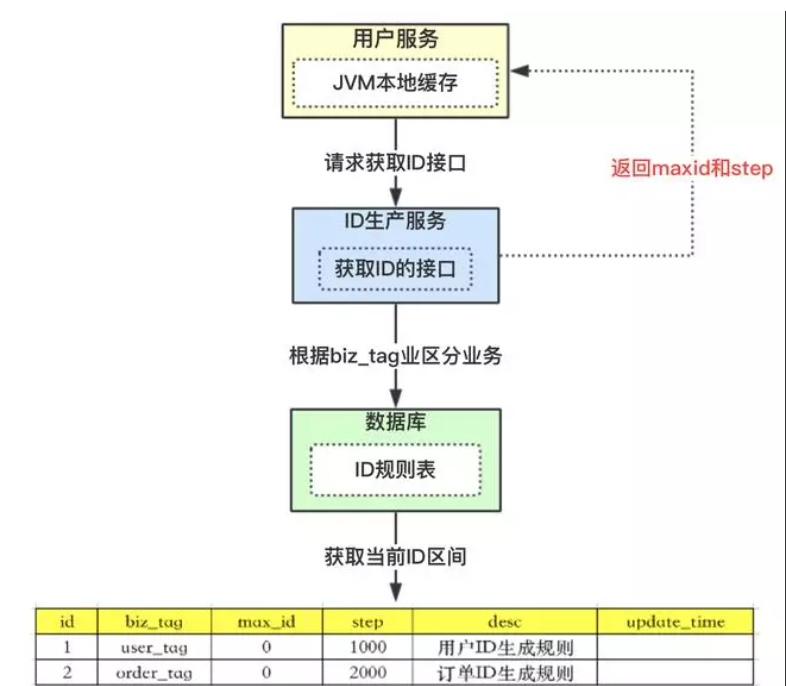 用户服务
JVM本地缓存
请求获取ID接口
返回maxid和step
ID生产服务
获取ID的接口
根据biz_tag业区分业务
数据库
ID规则表
获取当前ID区间
id biz_tag max_id step desc update_time
1 user_tag 0 1000 用户ID生成规则
2 order_tag 0 2000 订单ID生成规则